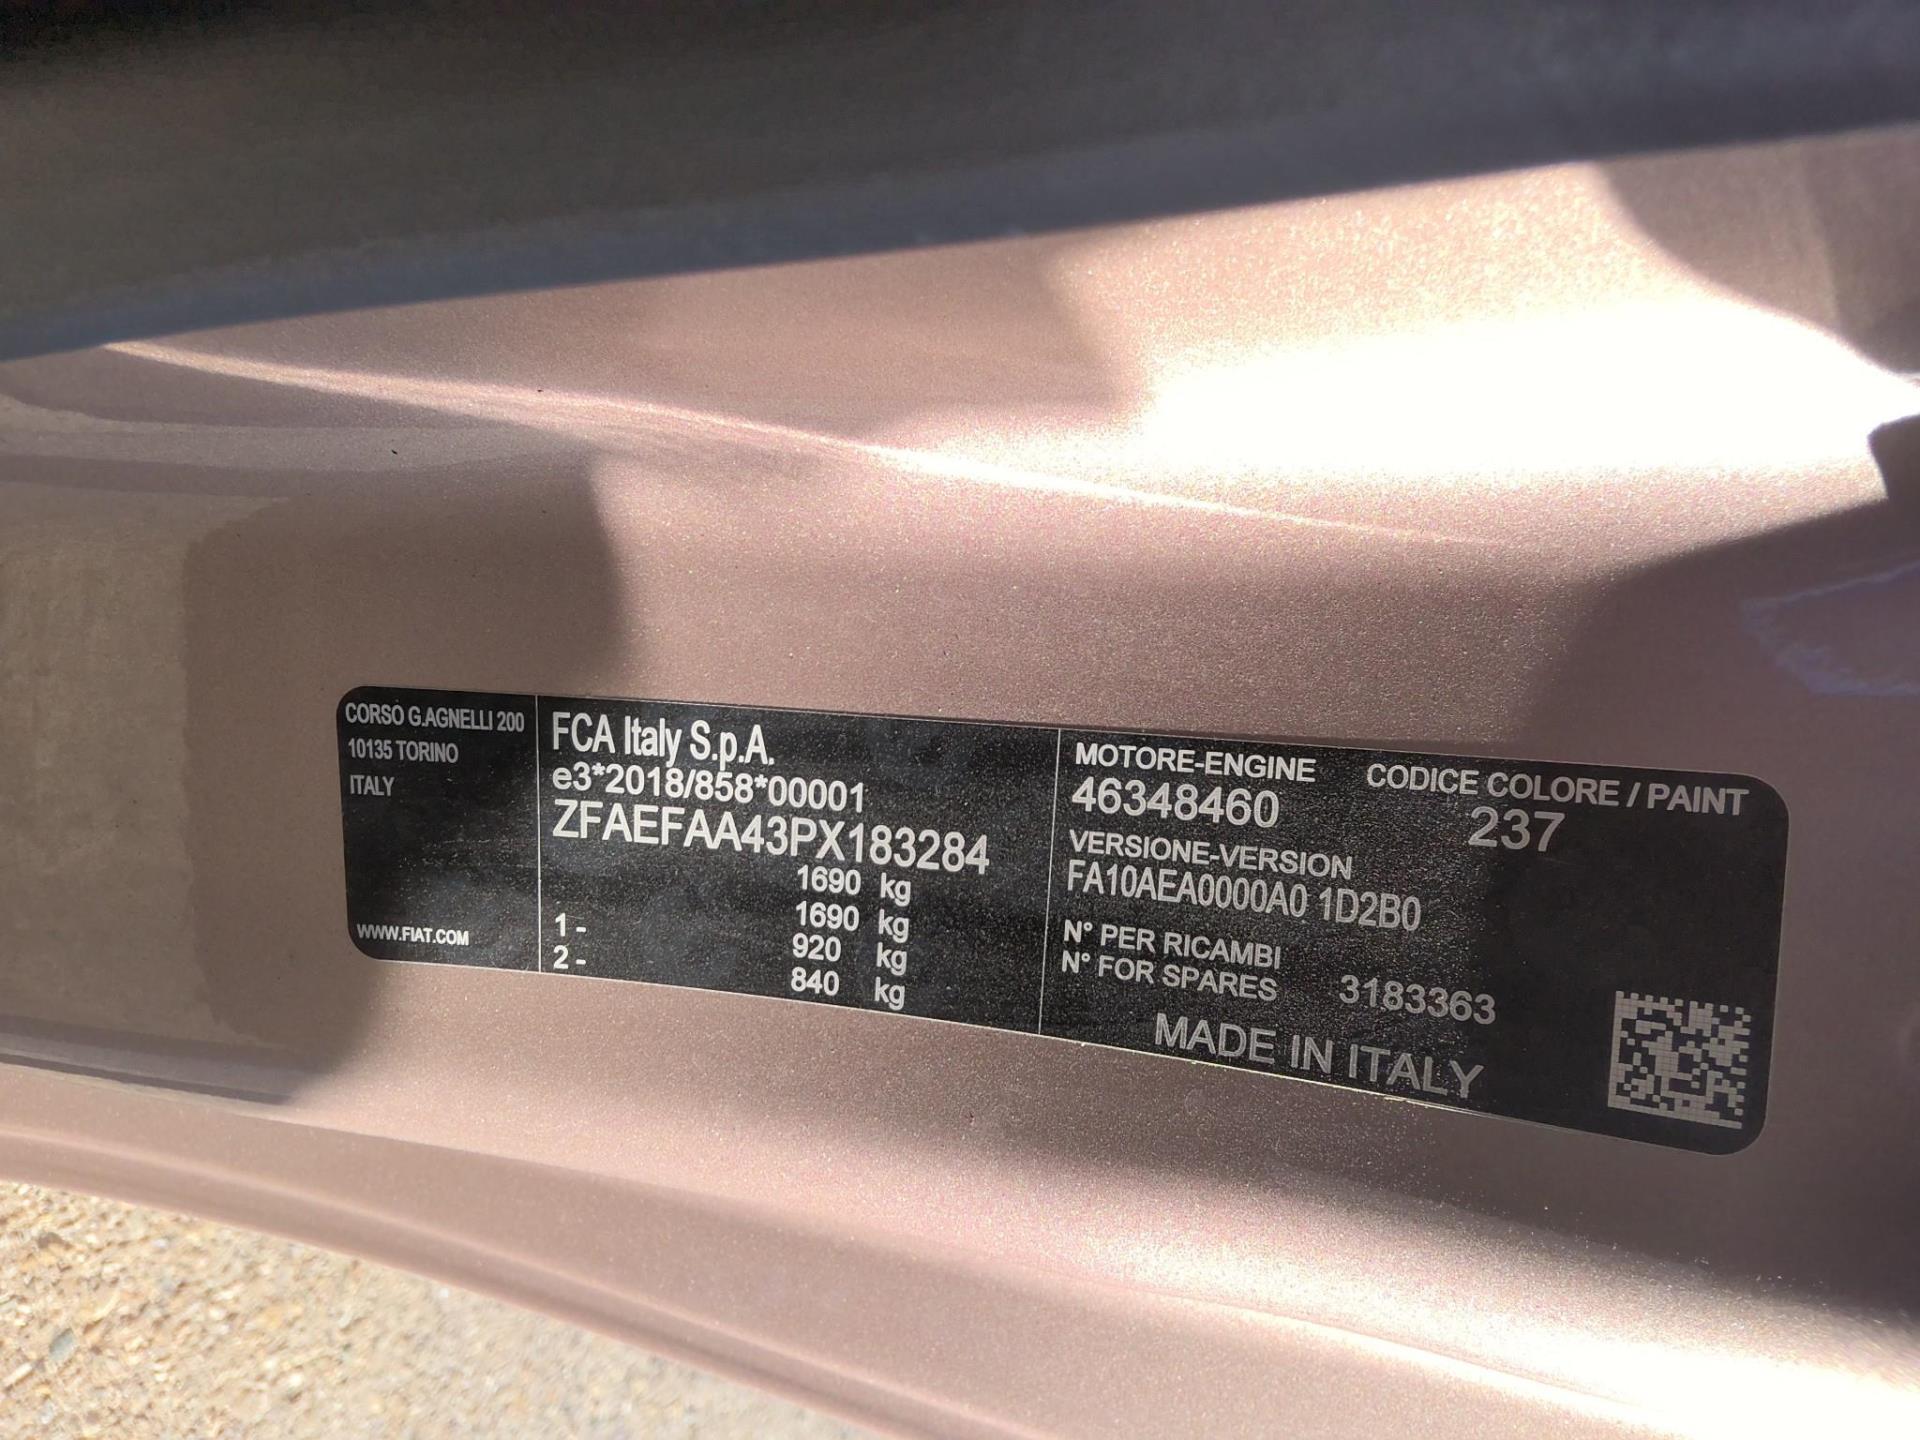 CORSO G.AGNELLI 200
10135 TORINO
ITALY
WWW.FIAT.COM
FCA Italy S.p.A.
e3*2018/858*00001
ZFAEFAA43PX183284
1690 kg
1690 kg
1 - 920 kg
2 - 840 kg
MOTORE-ENGINE
46348460
CODICE COLORE / PAINT
237
VERSIONE-VERSION
FA10AEA0000A0 1D2B0
N° PER RICAMBI
N° FOR SPARES 3183363
MADE IN ITALY